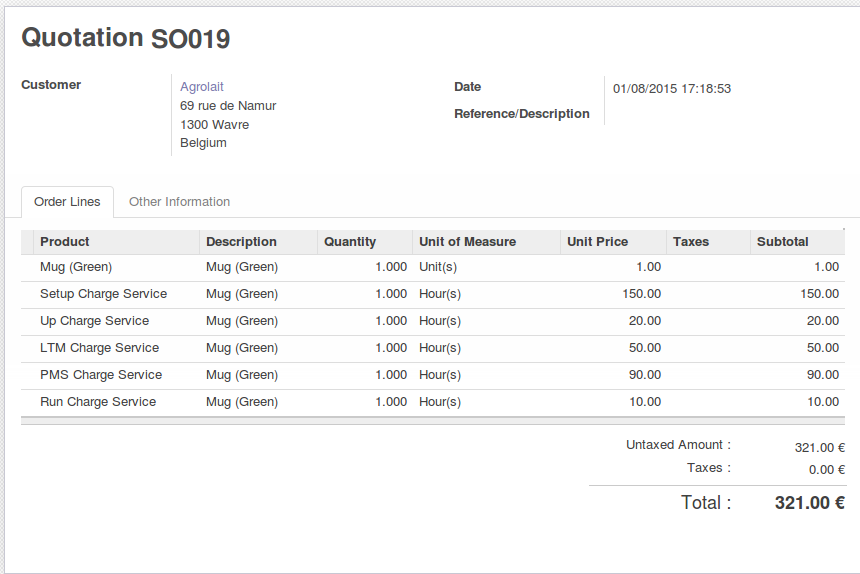 Quotation SO019
Customer
Agrolait
69 rue de Namur
1300 Wavre
Belgium
Date 01/08/2015 17:18:53
Reference/Description
Order Lines Other Information
Product Description Quantity Unit of Measure Unit Price Taxes Subtotal
Mug (Green) Mug (Green) 1.000 Unit(s) 1.00 1.00
Setup Charge Service Mug (Green) 1.000 Hour(s) 150.00 150.00
Up Charge Service Mug (Green) 1.000 Hour(s) 20.00 20.00
LTM Charge Service Mug (Green) 1.000 Hour(s) 50.00 50.00
PMS Charge Service Mug (Green) 1.000 Hour(s) 90.00 90.00
Run Charge Service Mug (Green) 1.000 Hour(s) 10.00 10.00
Untaxed Amount : 321.00 €
Taxes : 0.00 €
Total : 321.00 €